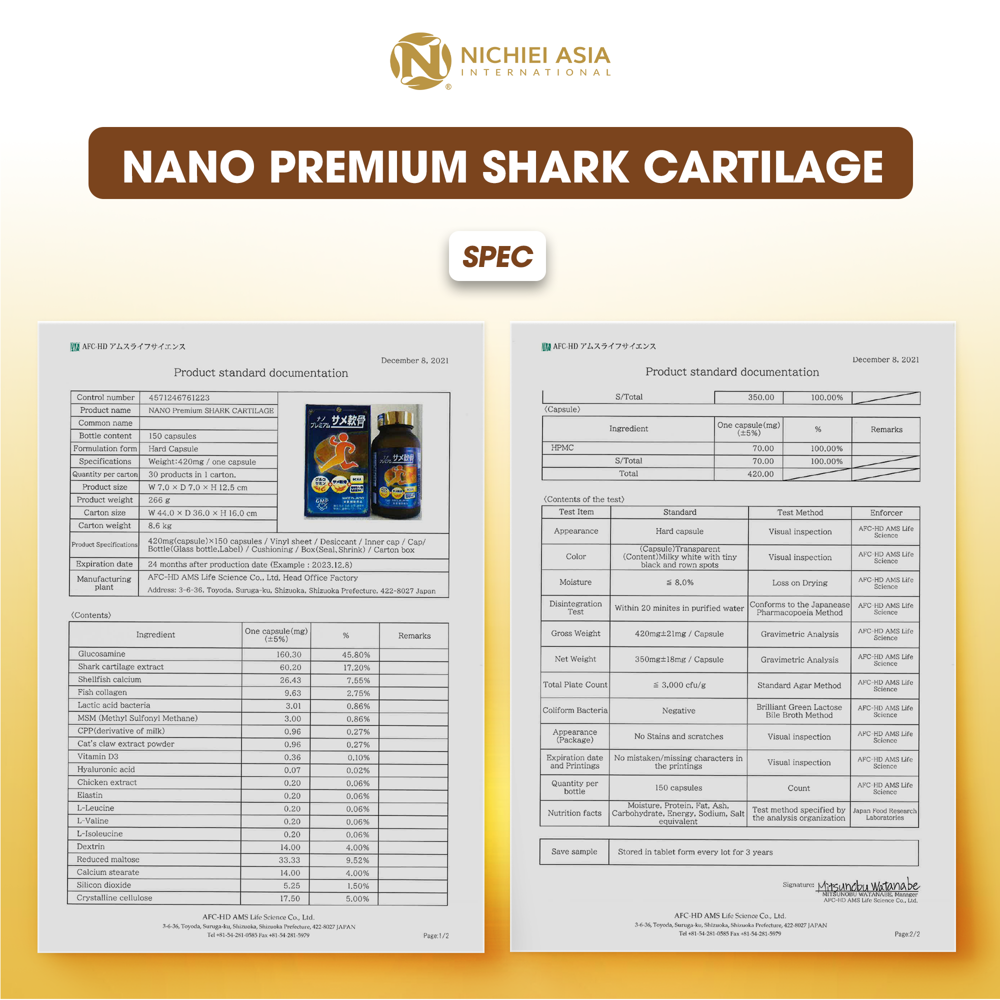 NICHIEI ASIA
INTERNATIONAL
®
NANO PREMIUM SHARK CARTILAGE
SPEC
AFC-HD アムスライフサイエンス
December 8, 2021
Product standard documentation
Control number 4571246761223
Product name NANO Premium SHARK CARTILAGE
Common name
Bottle content 150 capsules
Formulation form Hard Capsule
Specifications Weight:420mg / one capsule
Quantity per carton 30 products in 1 carton.
Product size W 7.0 × D 7.0 × H 12.5 cm
Product weight 266 g
Carton size W 44.0 × D 36.0 × H 16.0 cm
Carton weight 8.6 kg
ナノ
プレミアム サメ軟骨
グルコ
サミン
サメ軟骨
BCAA
GMP
MADE IN JAPAN
ナノ
プレミアム サメ軟骨
BCAA
Product Specifications 420mg(capsule)×150 capsules / Vinyl sheet / Desiccant / Inner cap / Cap/
Bottle(Glass bottle,Label) / Cushioning / Box(Seal,Shrink) / Carton box
Expiration date 24 months after production date (Example : 2023.12.8)
Manufacturing plant AFC-HD AMS Life Science Co., Ltd. Head Office Factory
Address: 3-6-36, Toyoda, Suruga-ku, Shizuoka, Shizuoka Prefecture, 422-8027 Japan
〈Contents〉
Ingredient One capsule(mg) (±5%) % Remarks
Glucosamine 160.30 45.80%
Shark cartilage extract 60.20 17.20%
Shellfish calcium 26.43 7.55%
Fish collagen 9.63 2.75%
Lactic acid bacteria 3.01 0.86%
MSM (Methyl Sulfonyl Methane) 3.00 0.86%
CPP(derivative of milk) 0.96 0.27%
Cat's claw extract powder 0.96 0.27%
Vitamin D3 0.36 0.10%
Hyaluronic acid 0.07 0.02%
Chicken extract 0.20 0.06%
Elastin 0.20 0.06%
L-Leucine 0.20 0.06%
L-Valine 0.20 0.06%
L-Isoleucine 0.20 0.06%
Dextrin 14.00 4.00%
Reduced maltose 33.33 9.52%
Calcium stearate 14.00 4.00%
Silicon dioxide 5.25 1.50%
Crystalline cellulose 17.50 5.00%
AFC-HD AMS Life Science Co., Ltd.
3-6-36, Toyoda, Suruga-ku, Shizuoka, Shizuoka Prefecture, 422-8027 JAPAN
Tel +81-54-281-0585 Fax +81-54-281-5979
Page:1/2
AFC-HD アムスライフサイエンス
December 8, 2021
Product standard documentation
S/Total 350.00 100.00%
〈Capsule〉
Ingredient One capsule(mg) (±5%) % Remarks
HPMC 70.00 100.00%
S/Total 70.00 100.00%
Total 420.00
〈Contents of the test〉
Test Item Standard Test Method Enforcer
Appearance Hard capsule Visual inspection AFC-HD AMS Life Science
Color (Capsule)Transparent (Content)Milky white with tiny black and rown spots Visual inspection AFC-HD AMS Life Science
Moisture ≦ 8.0% Loss on Drying AFC-HD AMS Life Science
Disintegration Test Within 20 minites in purified water Conforms to the Japanease Pharmacopoeia Method AFC-HD AMS Life Science
Gross Weight 420mg±21mg / Capsule Gravimetric Analysis AFC-HD AMS Life Science
Net Weight 350mg±18mg / Capsule Gravimetric Analysis AFC-HD AMS Life Science
Total Plate Count ≦ 3,000 cfu/g Standard Agar Method AFC-HD AMS Life Science
Coliform Bacteria Negative Brilliant Green Lactose Bile Broth Method AFC-HD AMS Life Science
Appearance (Package) No Stains and scratches Visual inspection AFC-HD AMS Life Science
Expiration date and Printings No mistaken/missing characters in the printings Visual inspection AFC-HD AMS Life Science
Quantity per bottle 150 capsules Count AFC-HD AMS Life Science
Nutrition facts Moisture, Protein, Fat, Ash, Carbohydrate, Energy, Sodium, Salt equivalent Test method specified by the analysis organization Japan Food Research Laboratories
Save sample Stored in tablet form every lot for 3 years
Signature: Mitsunobu Watanabe
MITSUNOBU WATANABE, Manager
AFC-HD AMS Life Science Co., Ltd.
AFC-HD AMS Life Science Co., Ltd.
3-6-36, Toyoda, Suruga-ku, Shizuoka, Shizuoka Prefecture, 422-8027 JAPAN
Tel +81-54-281-0585 Fax +81-54-281-5979
Page:2/2